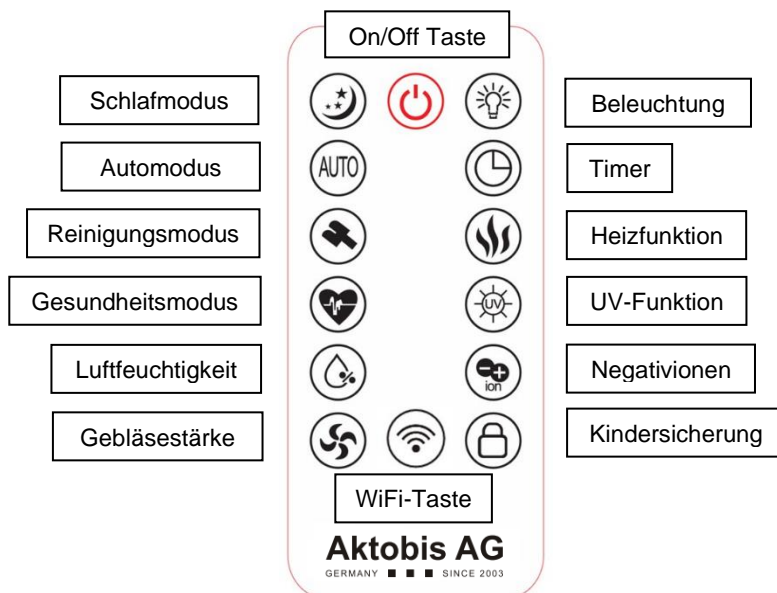 On/Off Taste
Schlafmodus
Beleuchtung
Automodus
AUTO
Timer
Reinigungsmodus
Heizfunktion
Gesundheitsmodus
UV
UV-Funktion
Luftfeuchtigkeit
ion
Negativionen
Gebläsestärke
Kindersicherung
WiFi-Taste
Aktobis AG
GERMANY ■ ■ ■ SINCE 2003